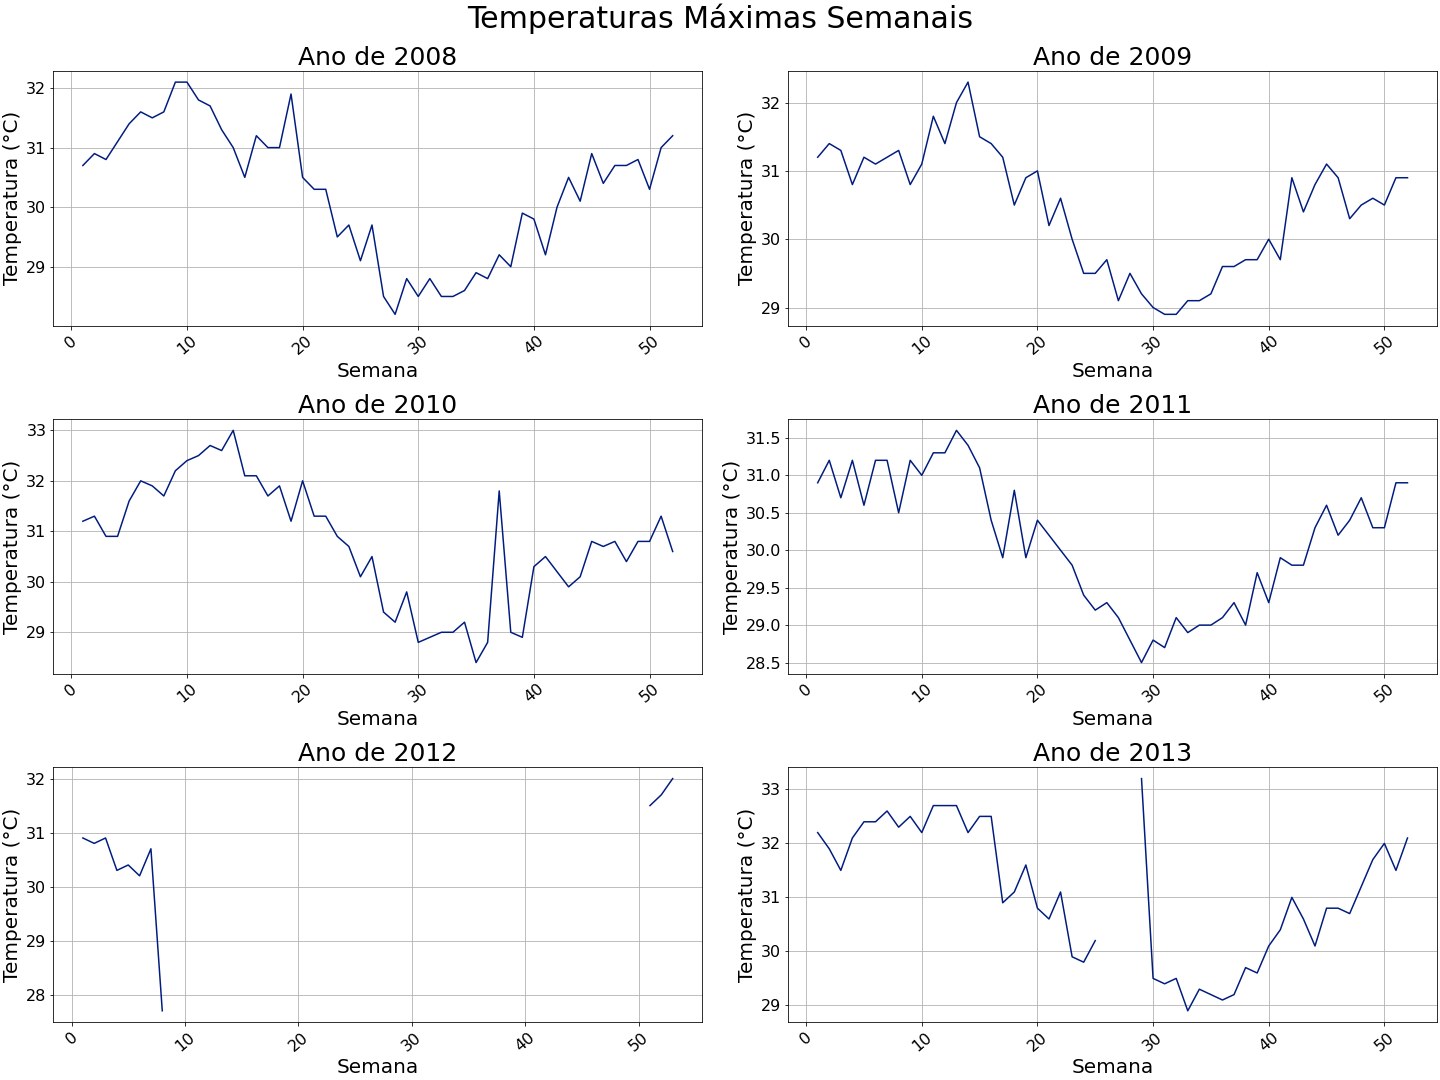 Temperaturas Máximas Semanais
Ano de 2008
Temperatura (°C)
32
31
30
29
0 10 20 30 40 50
Semana
Ano de 2009
Temperatura (°C)
32
31
30
29
0 10 20 30 40 50
Semana
Ano de 2010
Temperatura (°C)
33
32
31
30
29
0 10 20 30 40 50
Semana
Ano de 2011
Temperatura (°C)
31.5
31.0
30.5
30.0
29.5
29.0
28.5
0 10 20 30 40 50
Semana
Ano de 2012
Temperatura (°C)
32
31
30
29
28
0 10 20 30 40 50
Semana
Ano de 2013
Temperatura (°C)
33
32
31
30
29
0 10 20 30 40 50
Semana